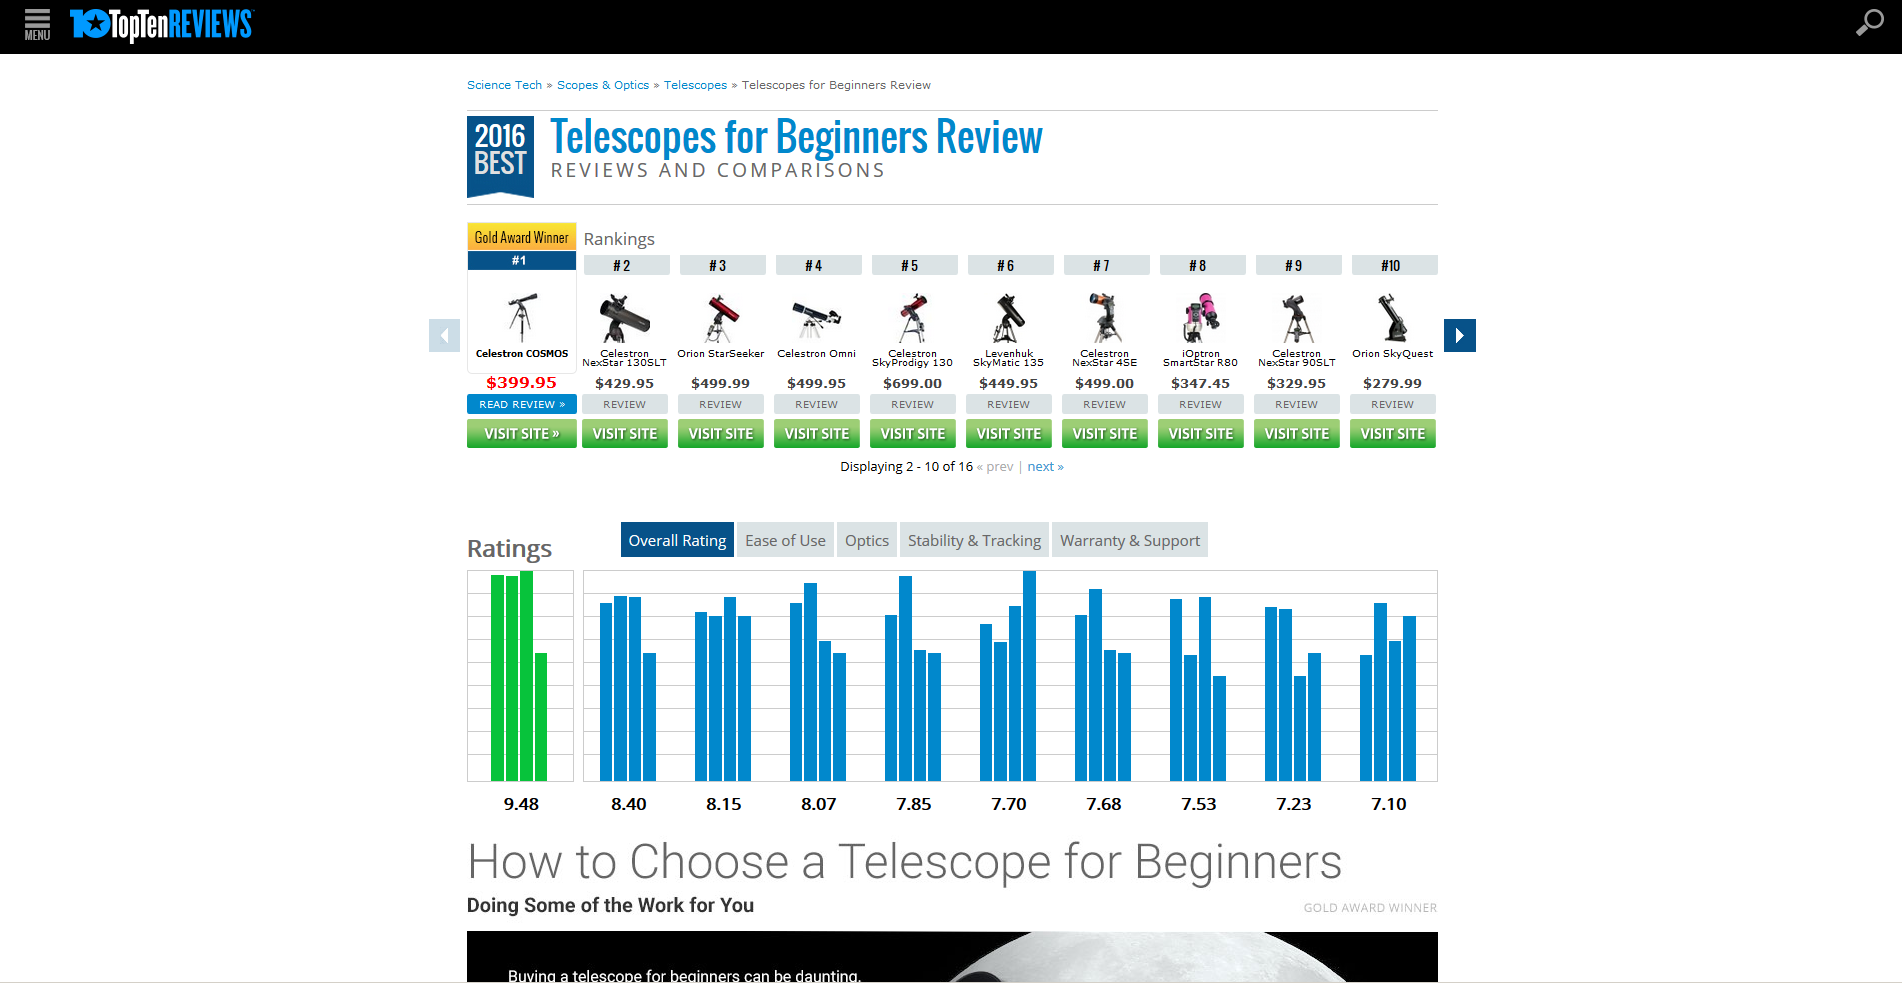 MENU
10 TopTenREVIEWS
Science Tech » Scopes & Optics » Telescopes » Telescopes for Beginners Review
2016
BEST
Telescopes for Beginners Review
REVIEWS AND COMPARISONS
Gold Award Winner
Rankings
#1
# 2 # 3 # 4 # 5 # 6 # 7 # 8 # 9 #10
Celestron COSMOS
Celestron
NexStar 130SLT
Orion StarSeeker
Celestron Omni
Celestron
SkyProdigy 130
Levenhuk
SkyMatic 135
Celestron
NexStar 4SE
iOptron
SmartStar R80
Celestron
NexStar 90SLT
Orion SkyQuest
$399.95 $429.95 $499.99 $499.95 $699.00 $449.95 $499.00 $347.45 $329.95 $279.99
READ REVIEW » REVIEW REVIEW REVIEW REVIEW REVIEW REVIEW REVIEW REVIEW REVIEW
VISIT SITE » VISIT SITE VISIT SITE VISIT SITE VISIT SITE VISIT SITE VISIT SITE VISIT SITE VISIT SITE VISIT SITE
Displaying 2 - 10 of 16 « prev | next »
Ratings
Overall Rating Ease of Use Optics Stability & Tracking Warranty & Support
9.48 8.40 8.15 8.07 7.85 7.70 7.68 7.53 7.23 7.10
How to Choose a Telescope for Beginners
Doing Some of the Work for You
GOLD AWARD WINNER
Buying a telescope for beginners can be daunting.